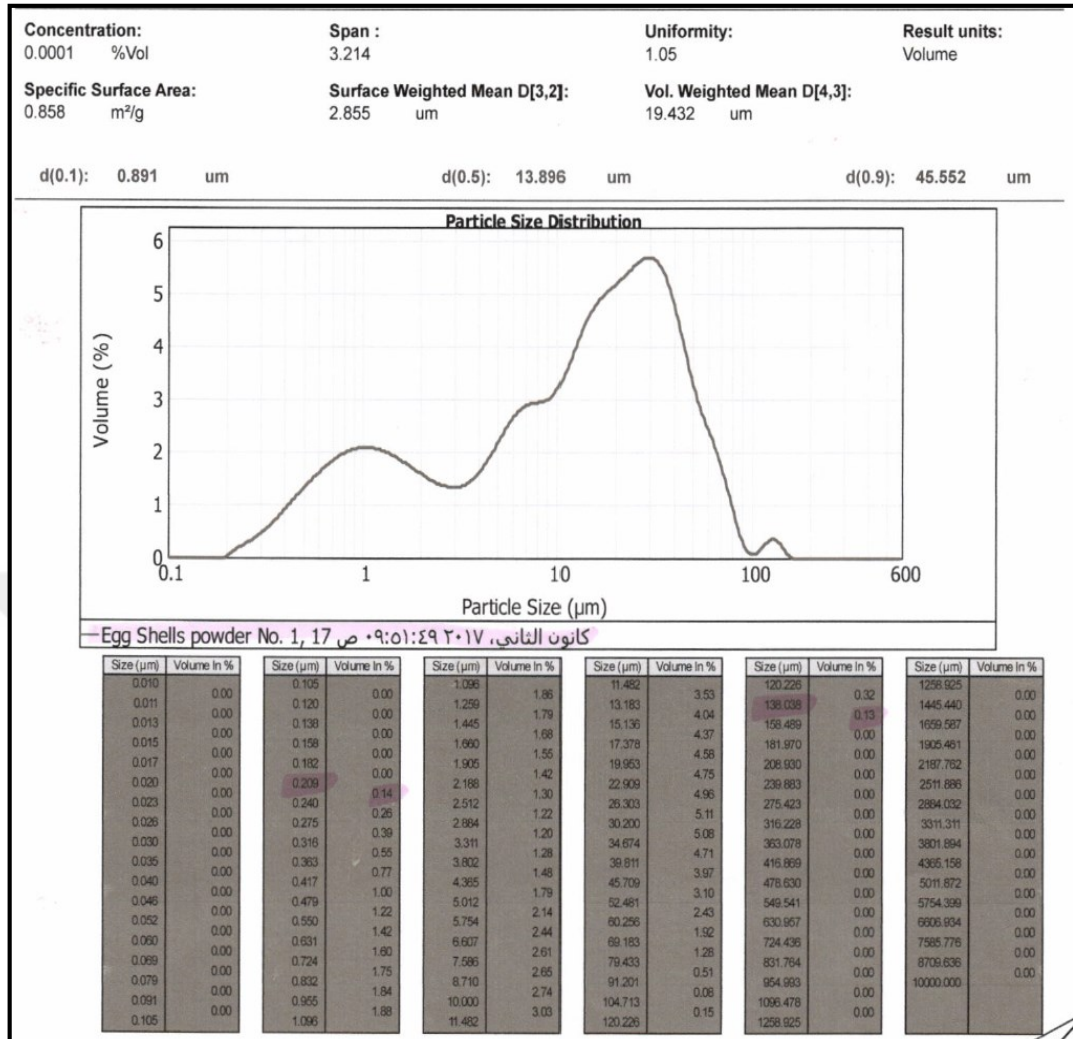 Concentration: Span : Uniformity: Result units:
0.0001 %Vol 3.214 1.05 Volume
Specific Surface Area: Surface Weighted Mean D[3,2]: Vol. Weighted Mean D[4,3]:
0.858 m²/g 2.855 um 19.432 um
d(0.1): 0.891 um d(0.5): 13.896 um d(0.9): 45.552 um
Particle Size Distribution
Volume (%)
6
5
4
3
2
1
0
0.1 1 10 100 600
Particle Size (µm)
Egg Shells powder No. 1, 17 كانون الثاني، ٢٠١٧ ٠٩:٥١:٤٩ ص
Size (µm) Volume In % Size (µm) Volume In % Size (µm) Volume In % Size (µm) Volume In % Size (µm) Volume In % Size (µm) Volume In %
0.010 0.00 0.105 0.00 1.096 1.86 11.482 3.53 120.226 0.32 1258.925 0.00
0.011 0.00 0.120 0.00 1.259 1.79 13.183 4.04 138.038 0.13 1445.440 0.00
0.013 0.00 0.138 0.00 1.445 1.68 15.136 4.37 158.489 0.00 1659.587 0.00
0.015 0.00 0.158 0.00 1.660 1.55 17.378 4.58 181.970 0.00 1905.461 0.00
0.017 0.00 0.182 0.00 1.905 1.42 19.953 4.75 208.930 0.00 2187.762 0.00
0.020 0.00 0.209 0.14 2.188 1.30 22.909 4.96 239.883 0.00 2511.886 0.00
0.023 0.00 0.240 0.26 2.512 1.22 26.303 5.11 275.423 0.00 2884.032 0.00
0.026 0.00 0.275 0.39 2.884 1.20 30.200 5.08 316.228 0.00 3311.311 0.00
0.030 0.00 0.316 0.55 3.311 1.28 34.674 4.71 363.078 0.00 3801.894 0.00
0.035 0.00 0.363 0.77 3.802 1.48 39.811 3.97 416.869 0.00 4365.158 0.00
0.040 0.00 0.417 1.00 4.365 1.79 45.709 3.10 478.630 0.00 5011.872 0.00
0.046 0.00 0.479 1.22 5.012 2.14 52.481 2.43 549.541 0.00 5754.399 0.00
0.052 0.00 0.550 1.42 5.754 2.44 60.256 1.92 630.957 0.00 6606.934 0.00
0.060 0.00 0.631 1.60 6.607 2.61 69.183 1.28 724.436 0.00 7585.776 0.00
0.069 0.00 0.724 1.75 7.586 2.65 79.433 0.51 831.764 0.00 8709.636 0.00
0.079 0.00 0.832 1.84 8.710 2.74 91.201 0.08 954.993 0.00 10000.000
0.091 0.00 0.955 1.88 10.000 3.03 104.713 0.15 1096.478 0.00
0.105 1.096 11.482 120.226 1258.925